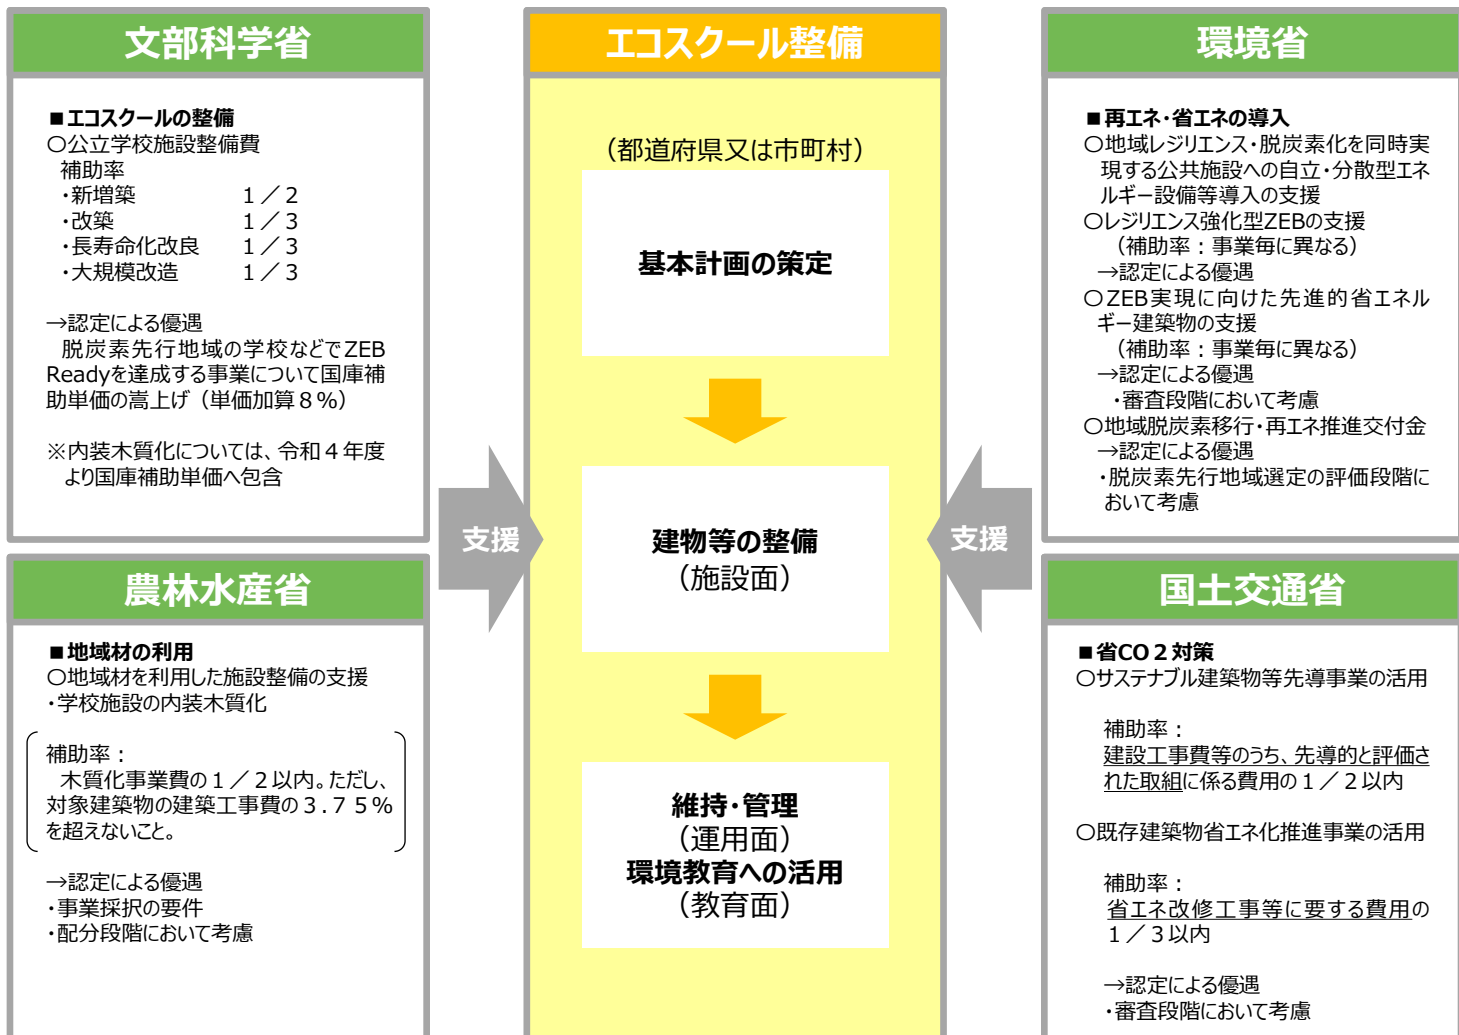 文部科学省
■エコスクールの整備
〇公立学校施設整備費
補助率
・新増築 1／2
・改築 1／3
・長寿命化改良 1／3
・大規模改造 1／3
→認定による優遇
脱炭素先行地域の学校などでZEB
Readyを達成する事業について国庫補
助単価の嵩上げ（単価加算８%）
※内装木質化については、令和４年度
より国庫補助単価へ包含
農林水産省
■地域材の利用
〇地域材を利用した施設整備の支援
・学校施設の内装木質化
補助率：
木質化事業費の１／２以内。ただし、
対象建築物の建築工事費の３.７５%
を超えないこと。
→認定による優遇
・事業採択の要件
・配分段階において考慮
支援
エコスクール整備
（都道府県又は市町村）
基本計画の策定
建物等の整備
（施設面）
維持・管理
（運用面）
環境教育への活用
（教育面）
支援
環境省
■再エネ・省エネの導入
〇地域レジリエンス・脱炭素化を同時実
現する公共施設への自立・分散型エネ
ルギー設備等導入の支援
〇レジリエンス強化型ZEBの支援
（補助率：事業毎に異なる）
→認定による優遇
〇ZEB実現に向けた先進的省エネル
ギー建築物の支援
（補助率：事業毎に異なる）
→認定による優遇
・審査段階において考慮
〇地域脱炭素移行・再エネ推進交付金
→認定による優遇
・脱炭素先行地域選定の評価段階に
おいて考慮
国土交通省
■省CO２対策
〇サステナブル建築物等先導事業の活用
補助率：
建設工事費等のうち、先導的と評価さ
れた取組に係る費用の１／２以内
〇既存建築物省エネ化推進事業の活用
補助率：
省エネ改修工事等に要する費用の
１／３以内
→認定による優遇
・審査段階において考慮